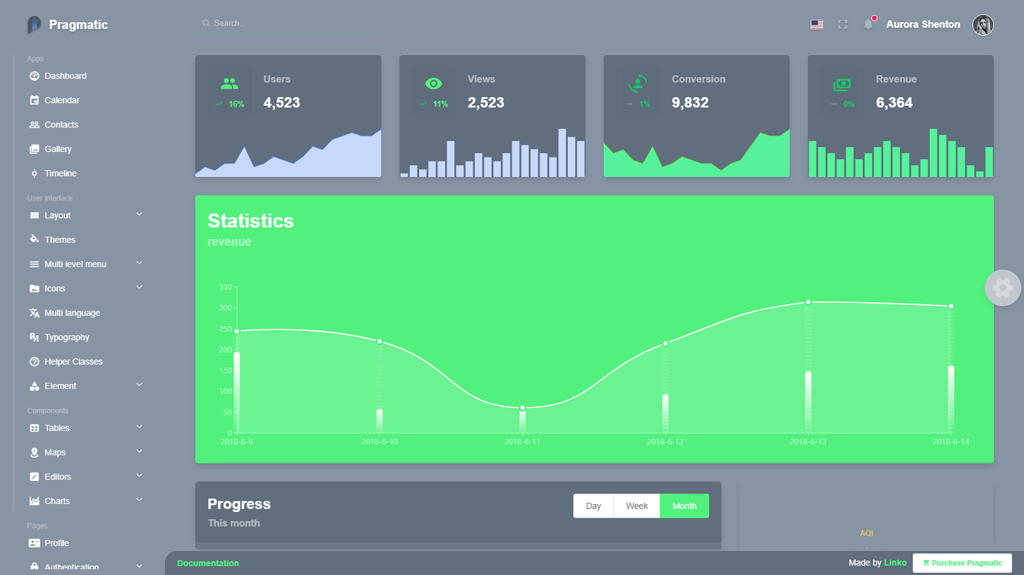 Pragmatic
Search...
Aurora Shenton
Apps
Dashboard
Calendar
Contacts
Gallery
Timeline
User interface
Layout
Themes
Multi level menu
Icons
Multi language
Typography
Helper Classes
Element
Components
Tables
Maps
Editors
Charts
Pages
Profile
Authentication
Users
16%
4,523
Views
11%
2,523
Conversion
1%
9,832
Revenue
0%
6,364
Statistics
revenue
350
300
250
200
150
100
50
0
2018-6-9
2018-6-10
2018-6-11
2018-6-12
2018-6-13
2018-6-14
Progress
This month
Day
Week
Month
AQI
Documentation
Made by Linko
Purchase Pragmatic